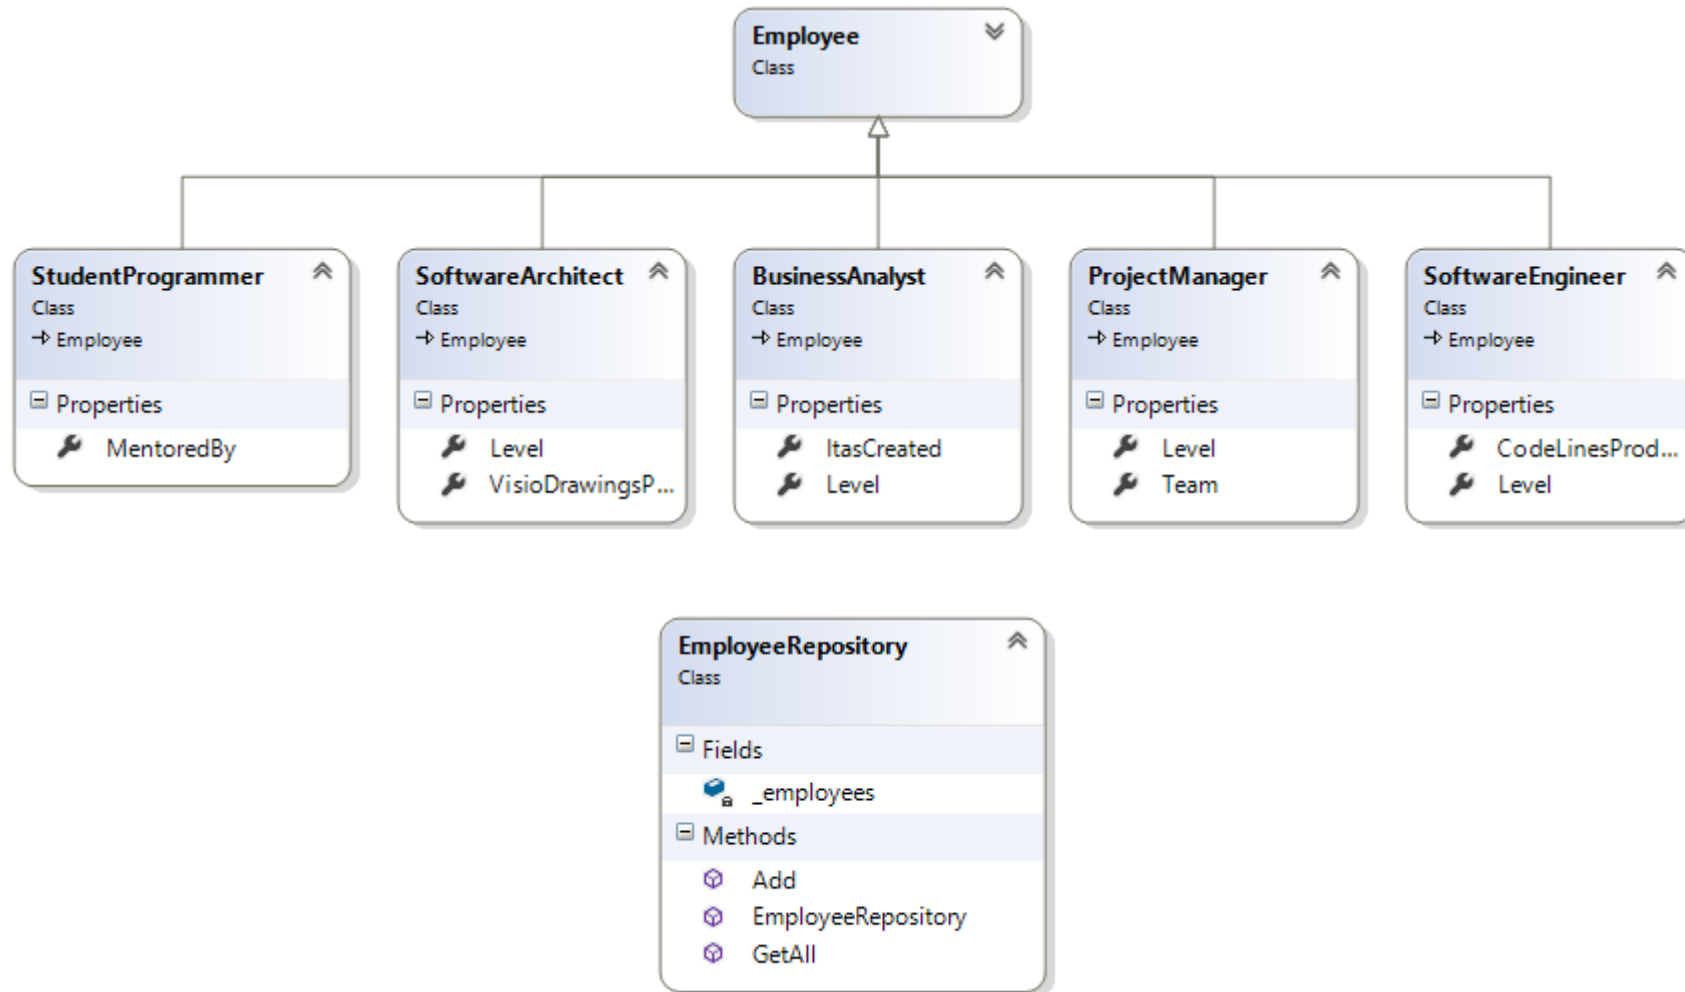 Employee
Class
StudentProgrammer
Class
Employee
Properties
MentoredBy
SoftwareArchitect
Class
Employee
Properties
Level
VisioDrawingsP...
BusinessAnalyst
Class
Employee
Properties
ItasCreated
Level
ProjectManager
Class
Employee
Properties
Level
Team
SoftwareEngineer
Class
Employee
Properties
CodeLinesProd...
Level
EmployeeRepository
Class
Fields
_employees
Methods
Add
EmployeeRepository
GetAll